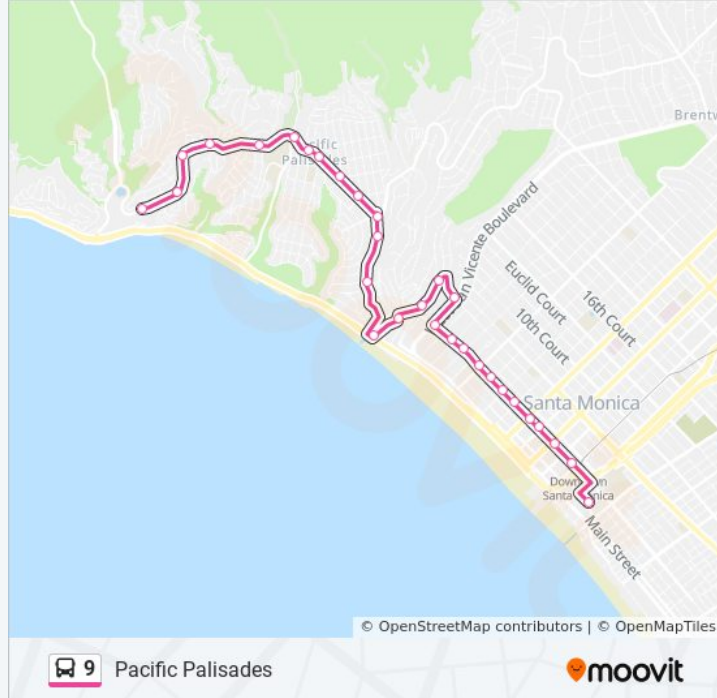 Brentw
Pacific
Palisades
San Vicente Boulevard
Euclid Court
16th Court
10th Court
Santa Monica
Downtown
Santa Monica
Main Street
© OpenStreetMap contributors | © OpenMapTiles
9 Pacific Palisades
moovit